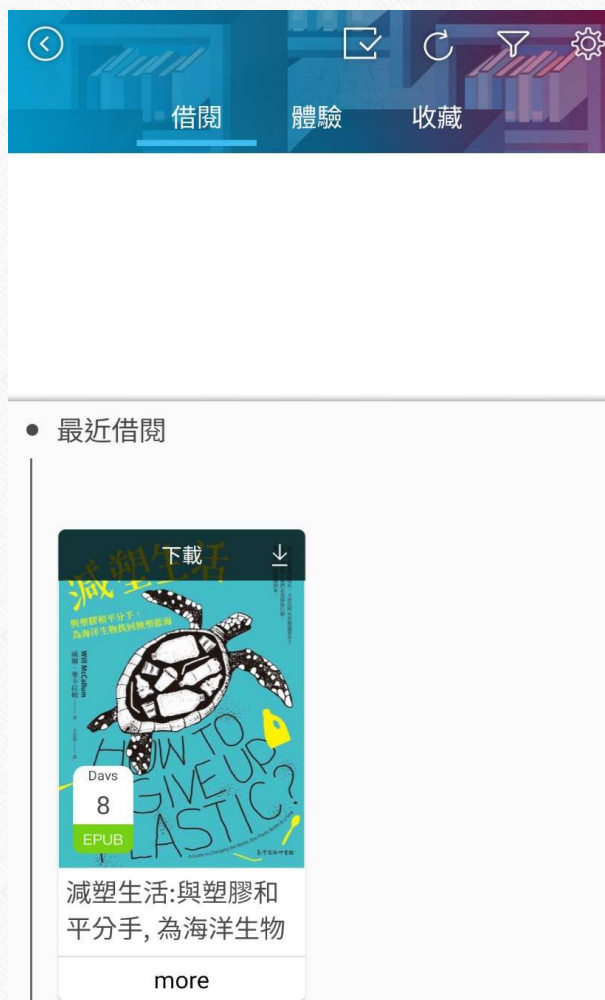 借閱 體驗 收藏
最近借閱
下載
減塑生活
與塑膠和平分手,
為海洋生物找回無塑藍海
Will McCallum
HOW TO
GIVE UP
PLASTIC?
Days
8
EPUB
減塑生活:與塑膠和
平分手, 為海洋生物
more